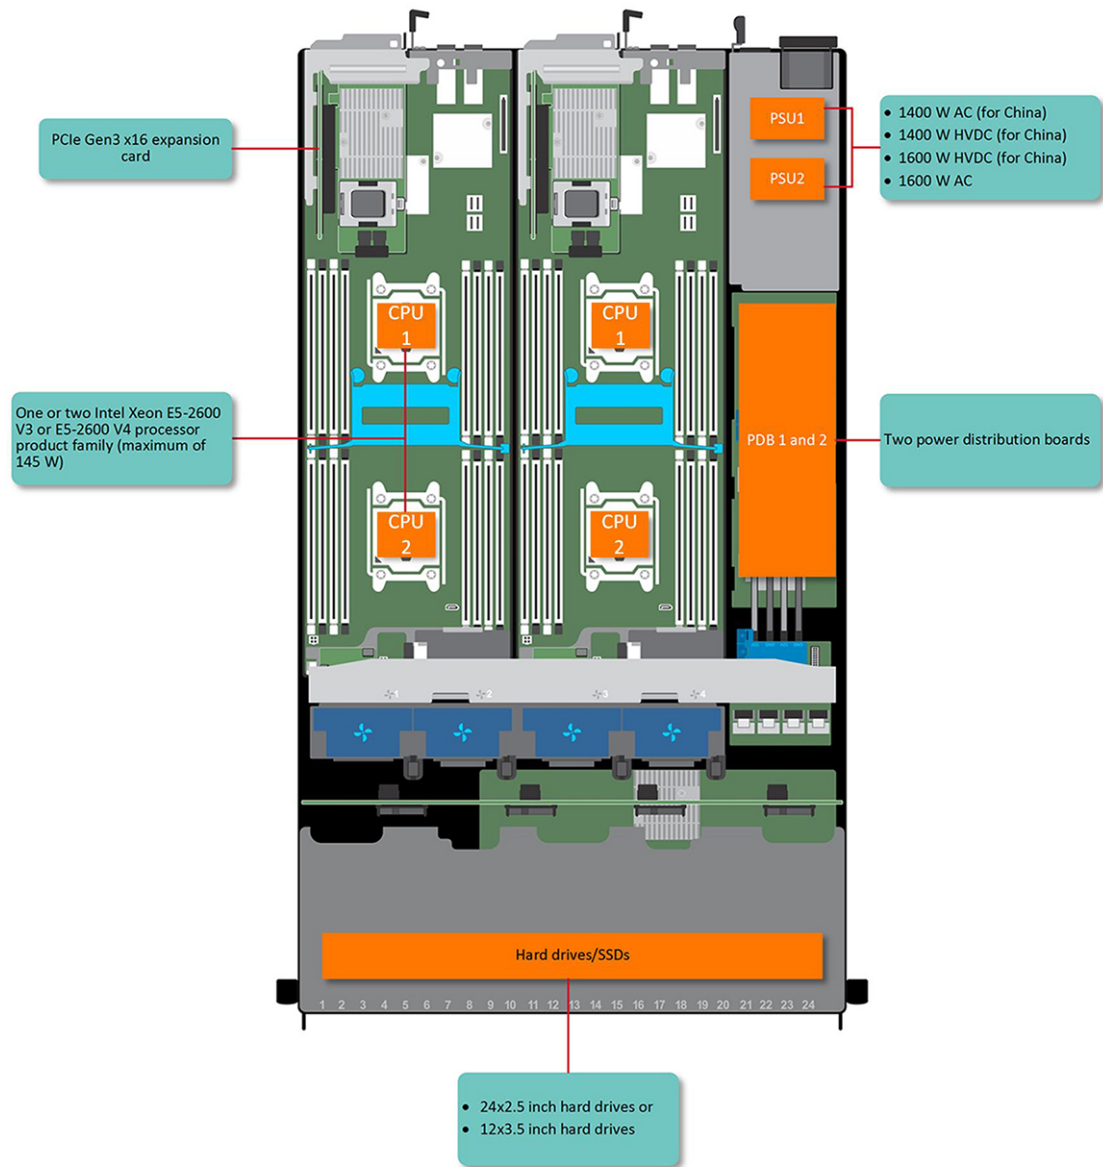 PSU1
PSU2
• 1400 W AC (for China)
• 1400 W HVDC (for China)
• 1600 W HVDC (for China)
• 1600 W AC
PCIe Gen3 x16 expansion
card
CPU
1
CPU
1
One or two Intel Xeon E5-2600
V3 or E5-2600 V4 processor
product family (maximum of
145 W)
PDB 1 and 2
Two power distribution boards
CPU
2
CPU
2
1 2 3 4
Hard drives/SSDs
1 2 3 4 5 6 7 8 9 10 11 12 13 14 15 16 17 18 19 20 21 22 23 24
• 24x2.5 inch hard drives or
• 12x3.5 inch hard drives